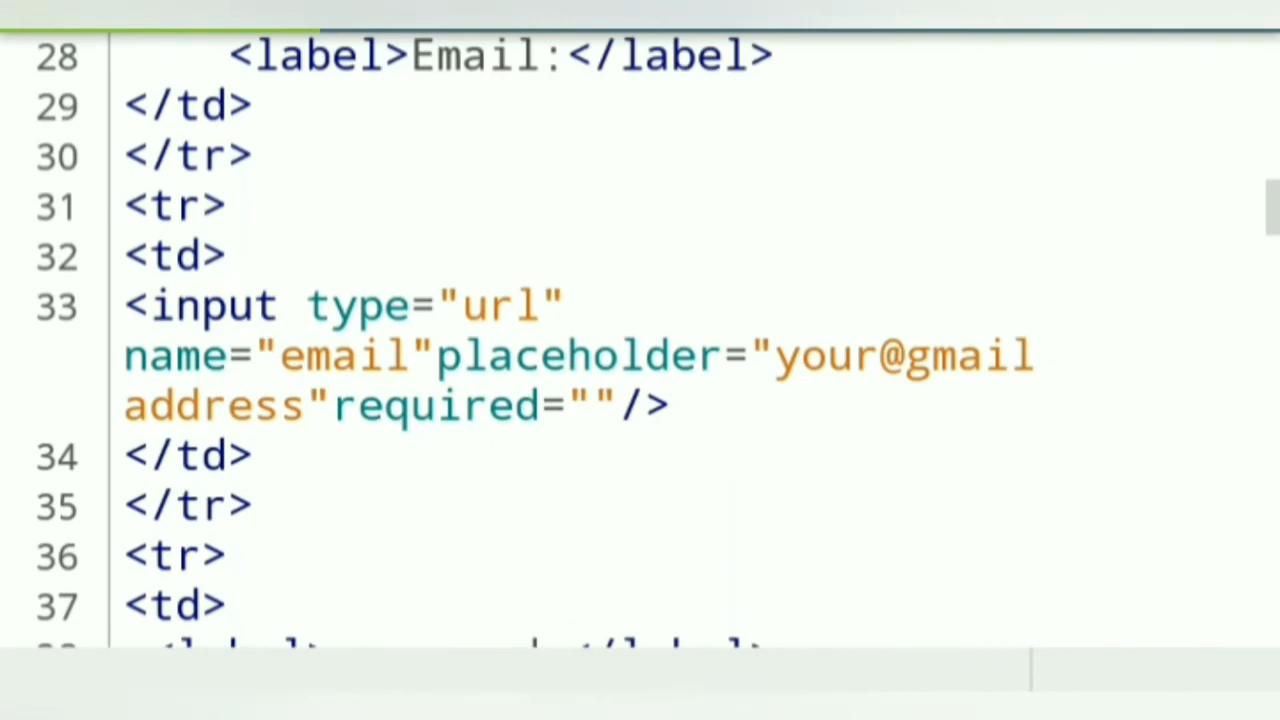 28 <label>Email:</label>
29 </td>
30 </tr>
31 <tr>
32 <td>
33 <input type="url"
name="email"placeholder="your@gmail
address"required=""/>
34 </td>
35 </tr>
36 <tr>
37 <td>